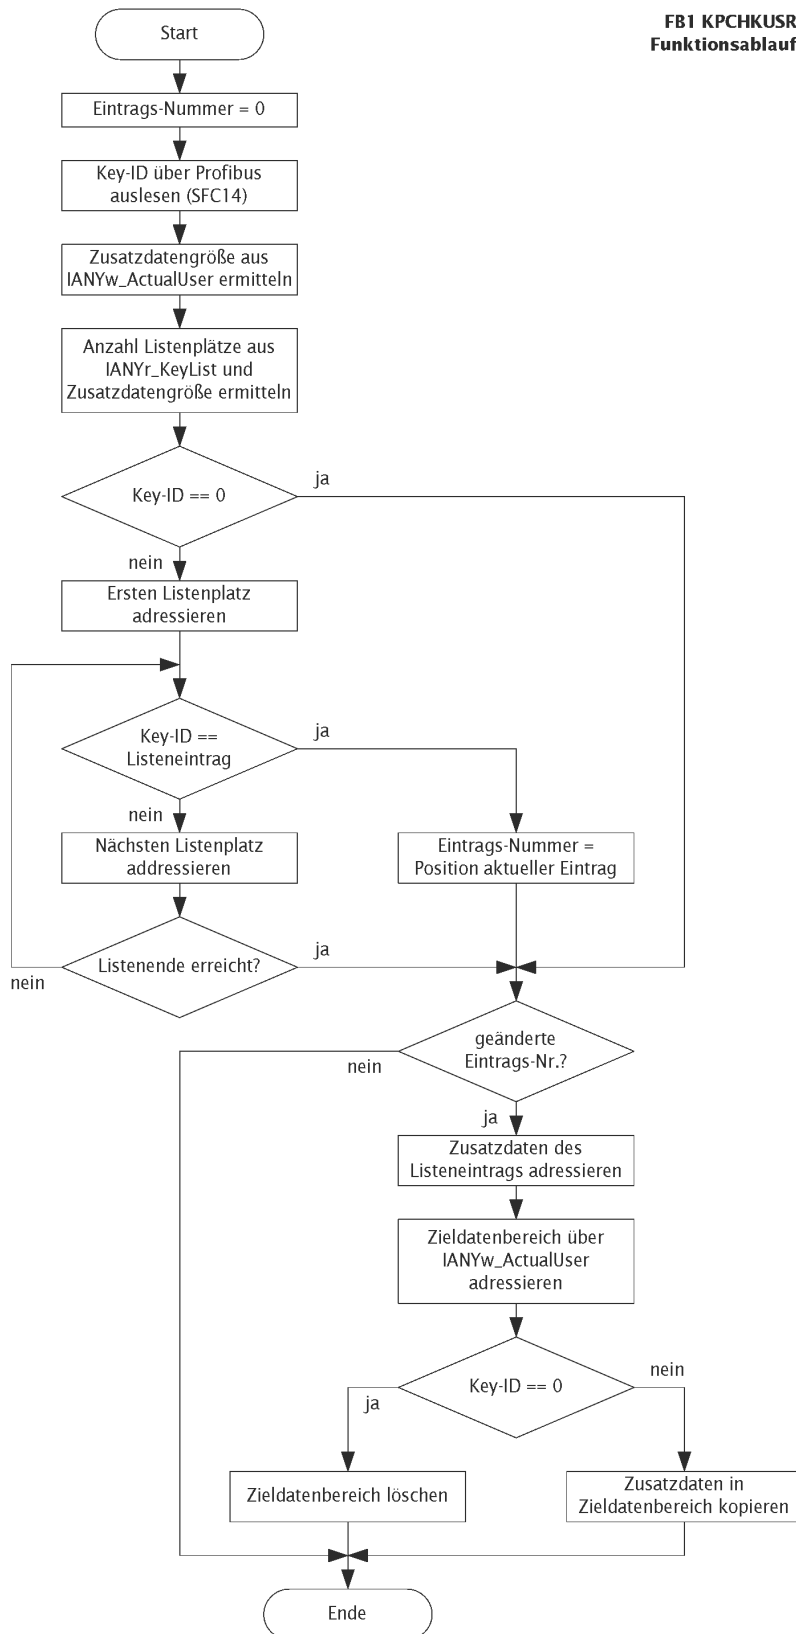 FB1 KPCHKUSR
Funktionsablauf
Start
Eintrags-Nummer = 0
Key-ID über Profibus
auslesen (SFC14)
Zusatzdatengröße aus
IANYw_ActualUser ermitteln
Anzahl Listenplätze aus
IANYr_KeyList und
Zusatzdatengröße ermitteln
Key-ID == 0
ja
nein
Ersten Listenplatz
adressieren
Key-ID ==
Listeneintrag
ja
nein
Nächsten Listenplatz
addressieren
Eintrags-Nummer =
Position aktueller Eintrag
Listenende erreicht?
ja
nein
geänderte
Eintrags-Nr.?
nein
ja
Zusatzdaten des
Listeneintrags adressieren
Zieldatenbereich über
IANYw_ActualUser
adressieren
Key-ID == 0
nein
ja
Zieldatenbereich löschen
Zusatzdaten in
Zieldatenbereich kopieren
Ende